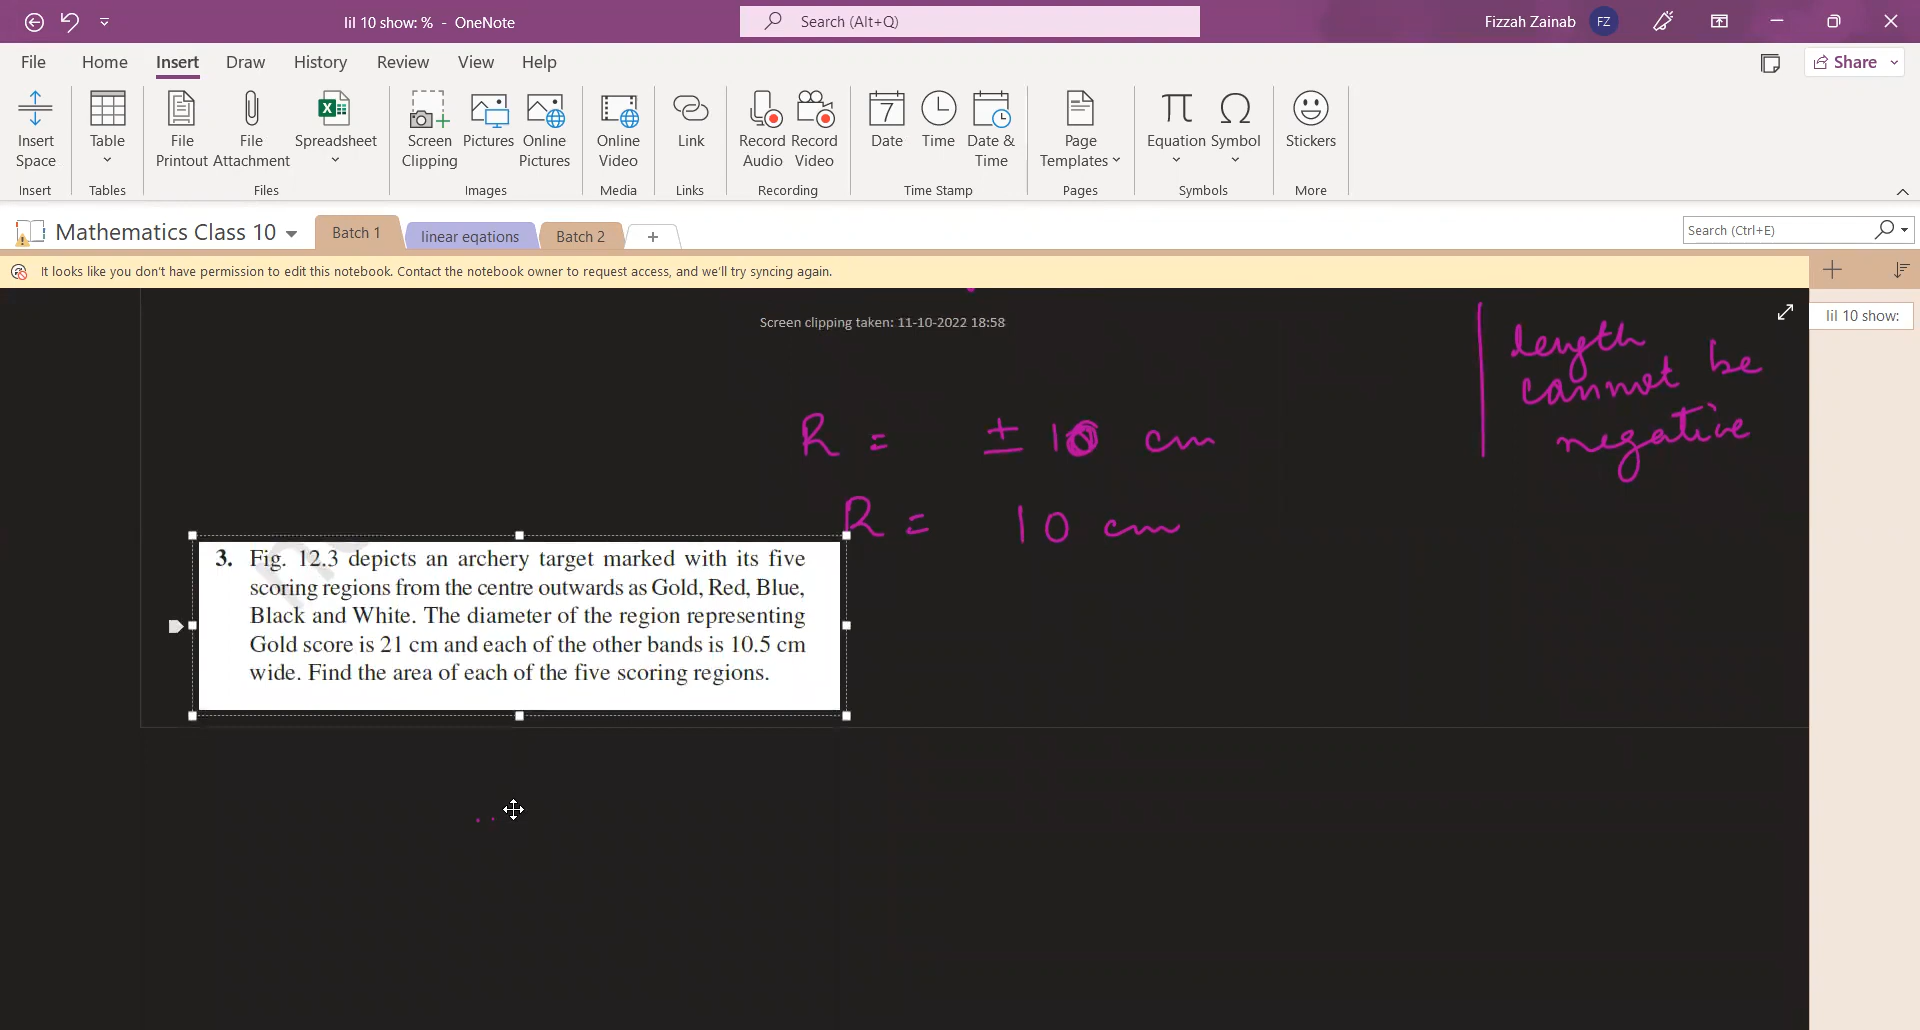 lil 10 show: % - OneNote
Search (Alt+Q)
Fizzah Zainab
FZ
File Home Insert Draw History Review View Help
Share
Insert Space
Table
File Printout
File Attachment
Spreadsheet
Screen Clipping
Pictures
Online Pictures
Online Video
Link
Record Audio
Record Video
7
Date
Time
Date & Time
Page Templates
Equation
Symbol
Stickers
Insert Tables Files Images Media Links Recording Time Stamp Pages Symbols More
Mathematics Class 10
Batch 1
linear eqations
Batch 2
Search (Ctrl+E)
It looks like you don't have permission to edit this notebook. Contact the notebook owner to request access, and we'll try syncing again.
lil 10 show:
Screen clipping taken: 11-10-2022 18:58
length
cannot be
negative
R = ± 10 cm
R = 10 cm
3. Fig. 12.3 depicts an archery target marked with its five
scoring regions from the centre outwards as Gold, Red, Blue,
Black and White. The diameter of the region representing
Gold score is 21 cm and each of the other bands is 10.5 cm
wide. Find the area of each of the five scoring regions.